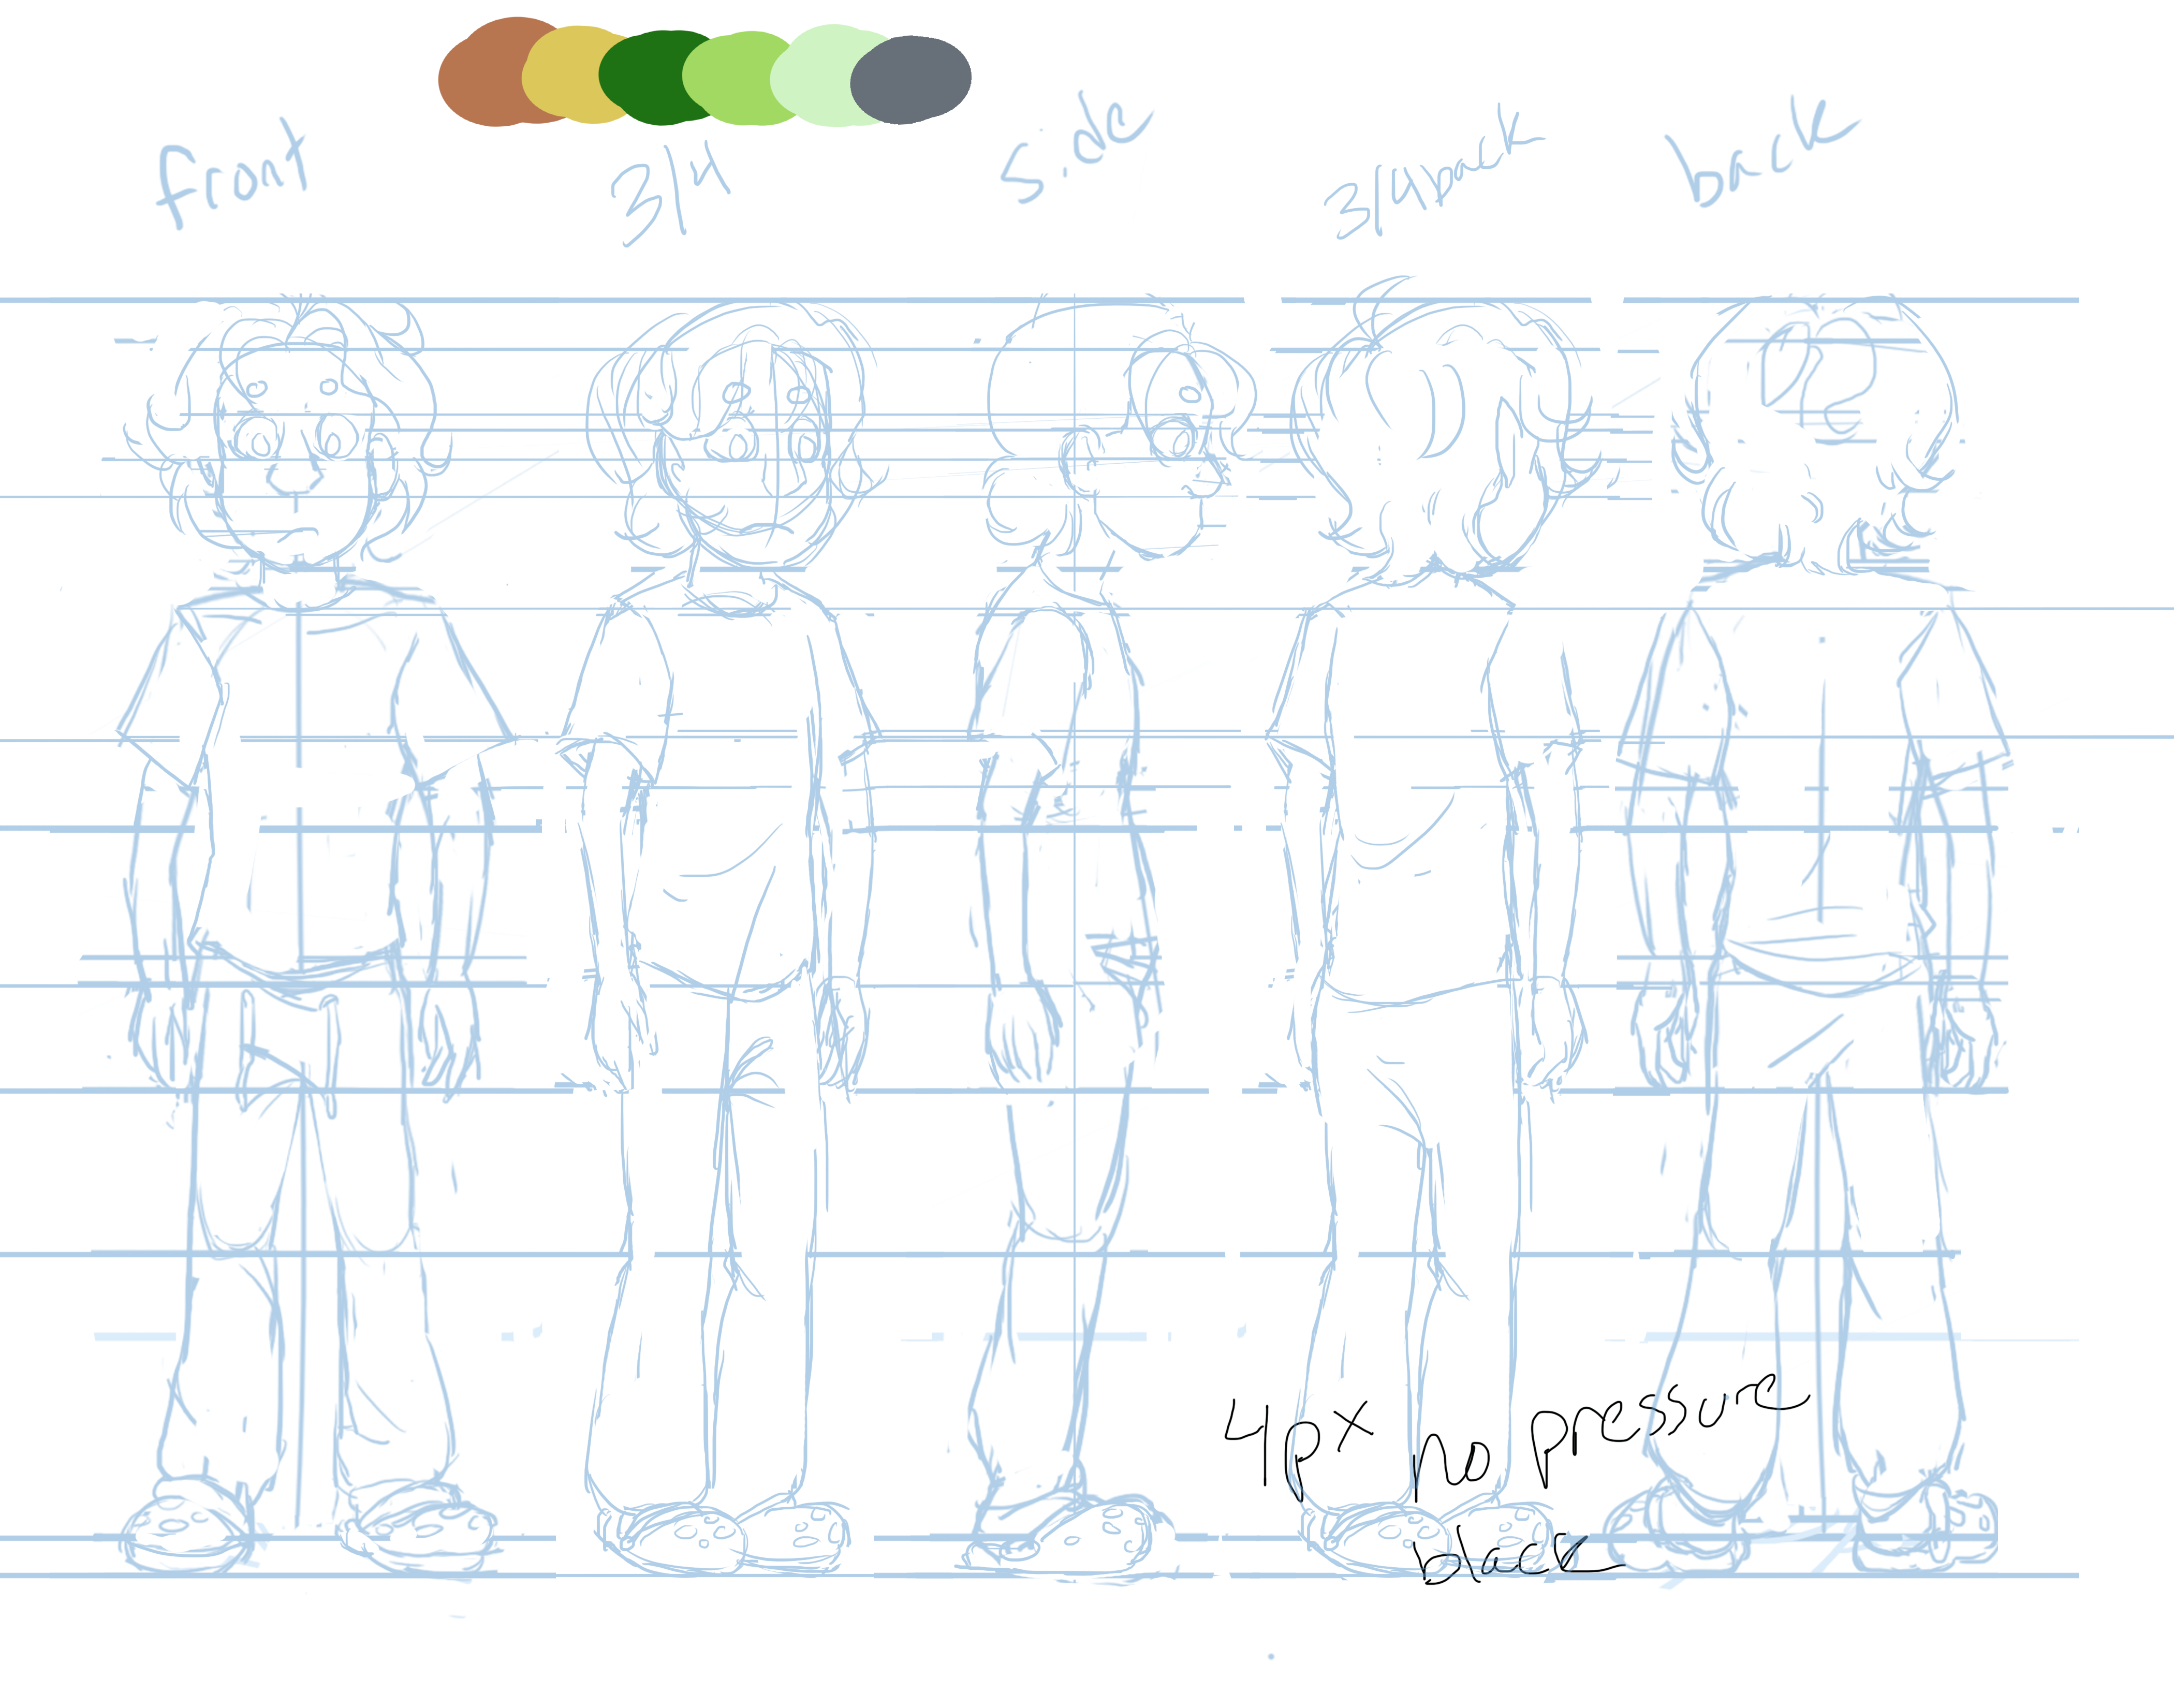 front
3/4
side
3/4 back
back
4px no pressure
black